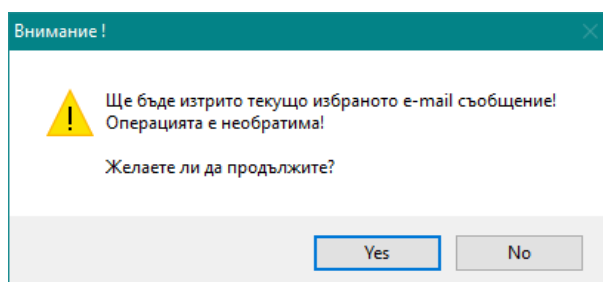 Внимание !
Ще бъде изтрито текущо избраното e-mail съобщение!
Операцията е необратима!
Желаете ли да продължите?
Yes
No